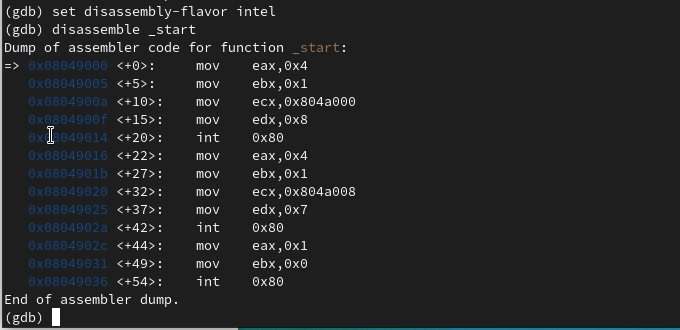 (gdb) set disassembly-flavor intel
(gdb) disassemble _start
Dump of assembler code for function _start:
=> 0x08049000 <+0>:     mov    eax,0x4
   0x08049005 <+5>:     mov    ebx,0x1
   0x0804900a <+10>:    mov    ecx,0x804a000
   0x0804900f <+15>:    mov    edx,0x8
   0x08049014 <+20>:    int    0x80
   0x08049016 <+22>:    mov    eax,0x4
   0x0804901b <+27>:    mov    ebx,0x1
   0x08049020 <+32>:    mov    ecx,0x804a008
   0x08049025 <+37>:    mov    edx,0x7
   0x0804902a <+42>:    int    0x80
   0x0804902c <+44>:    mov    eax,0x1
   0x08049031 <+49>:    mov    ebx,0x0
   0x08049036 <+54>:    int    0x80
End of assembler dump.
(gdb)